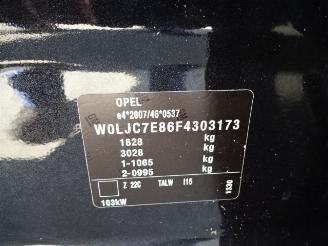 OPEL
e4*2007/46*0537
W0LJC7E86F4303173
1828 kg
3028 kg
1-1065 kg
2-0995 kg
Z 22C TALW I15 1130
103kW